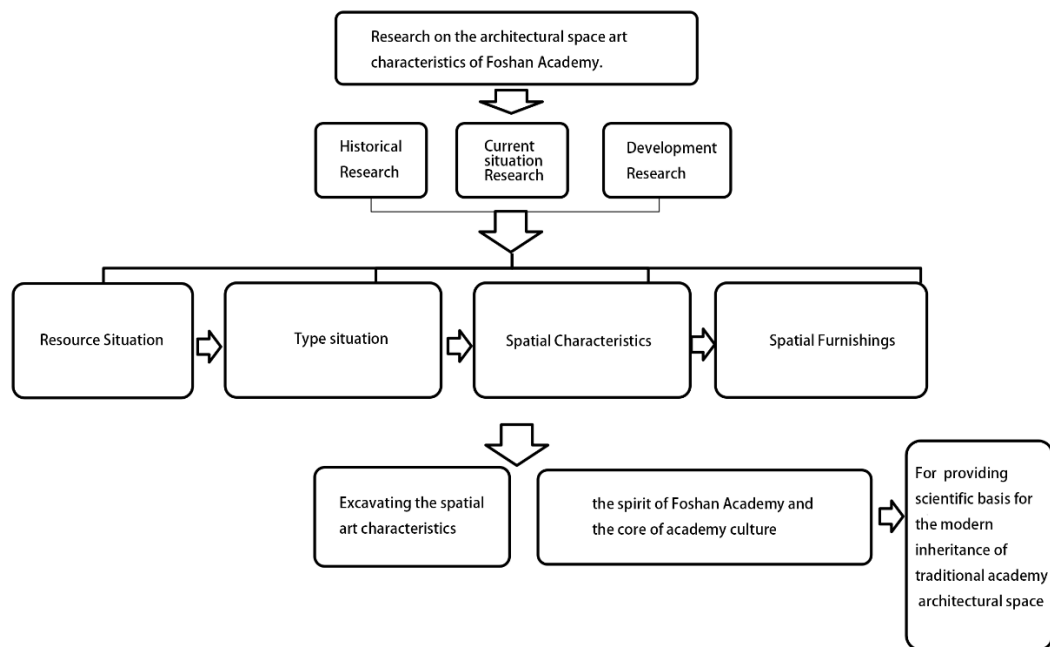 Research on the architectural space art
characteristics of Foshan Academy.
Historical
Research
Current
situation
Research
Development
Research
Resource Situation
Type situation
Spatial Characteristics
Spatial Furnishings
Excavating the spatial
art characteristics
the spirit of Foshan Academy and
the core of academy culture
For providing
scientific basis for
the modern
inheritance of
traditional academy
architectural space